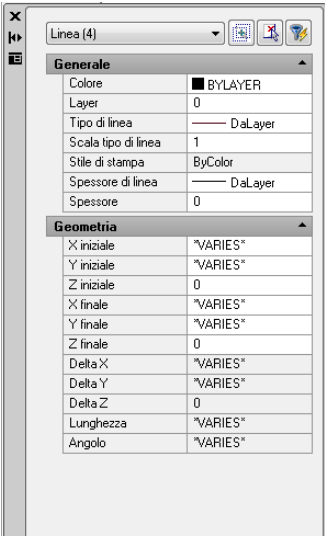 Linea (4)
Generale
Colore BYLAYER
Layer 0
Tipo di linea DaLayer
Scala tipo di linea 1
Stile di stampa ByColor
Spessore di linea DaLayer
Spessore 0
Geometria
X iniziale *VARIES*
Y iniziale *VARIES*
Z iniziale 0
X finale *VARIES*
Y finale *VARIES*
Z finale 0
Delta X *VARIES*
Delta Y *VARIES*
Delta Z 0
Lunghezza *VARIES*
Angolo *VARIES*